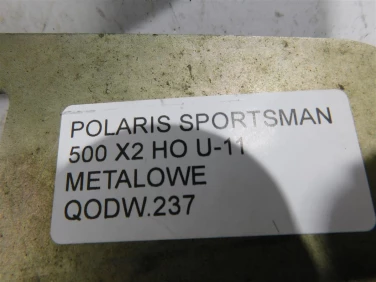 POLARIS SPORTSMAN
500 X2 HO U-11
METALOWE
QODW.237